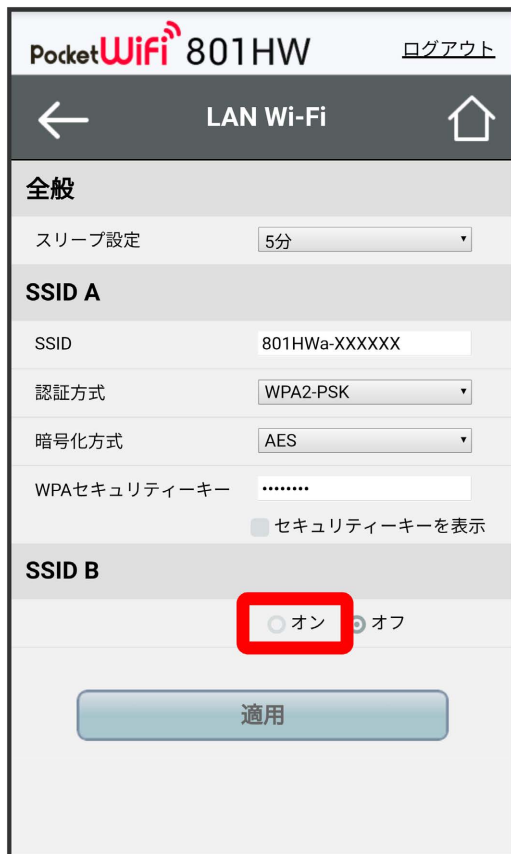 Pocket WiFi 801HW ログアウト
LAN Wi-Fi
全般
スリープ設定 5分
SSID A
SSID 801HWa-XXXXXX
認証方式 WPA2-PSK
暗号化方式 AES
WPAセキュリティーキー ••••••••
セキュリティーキーを表示
SSID B
オン オフ
適用